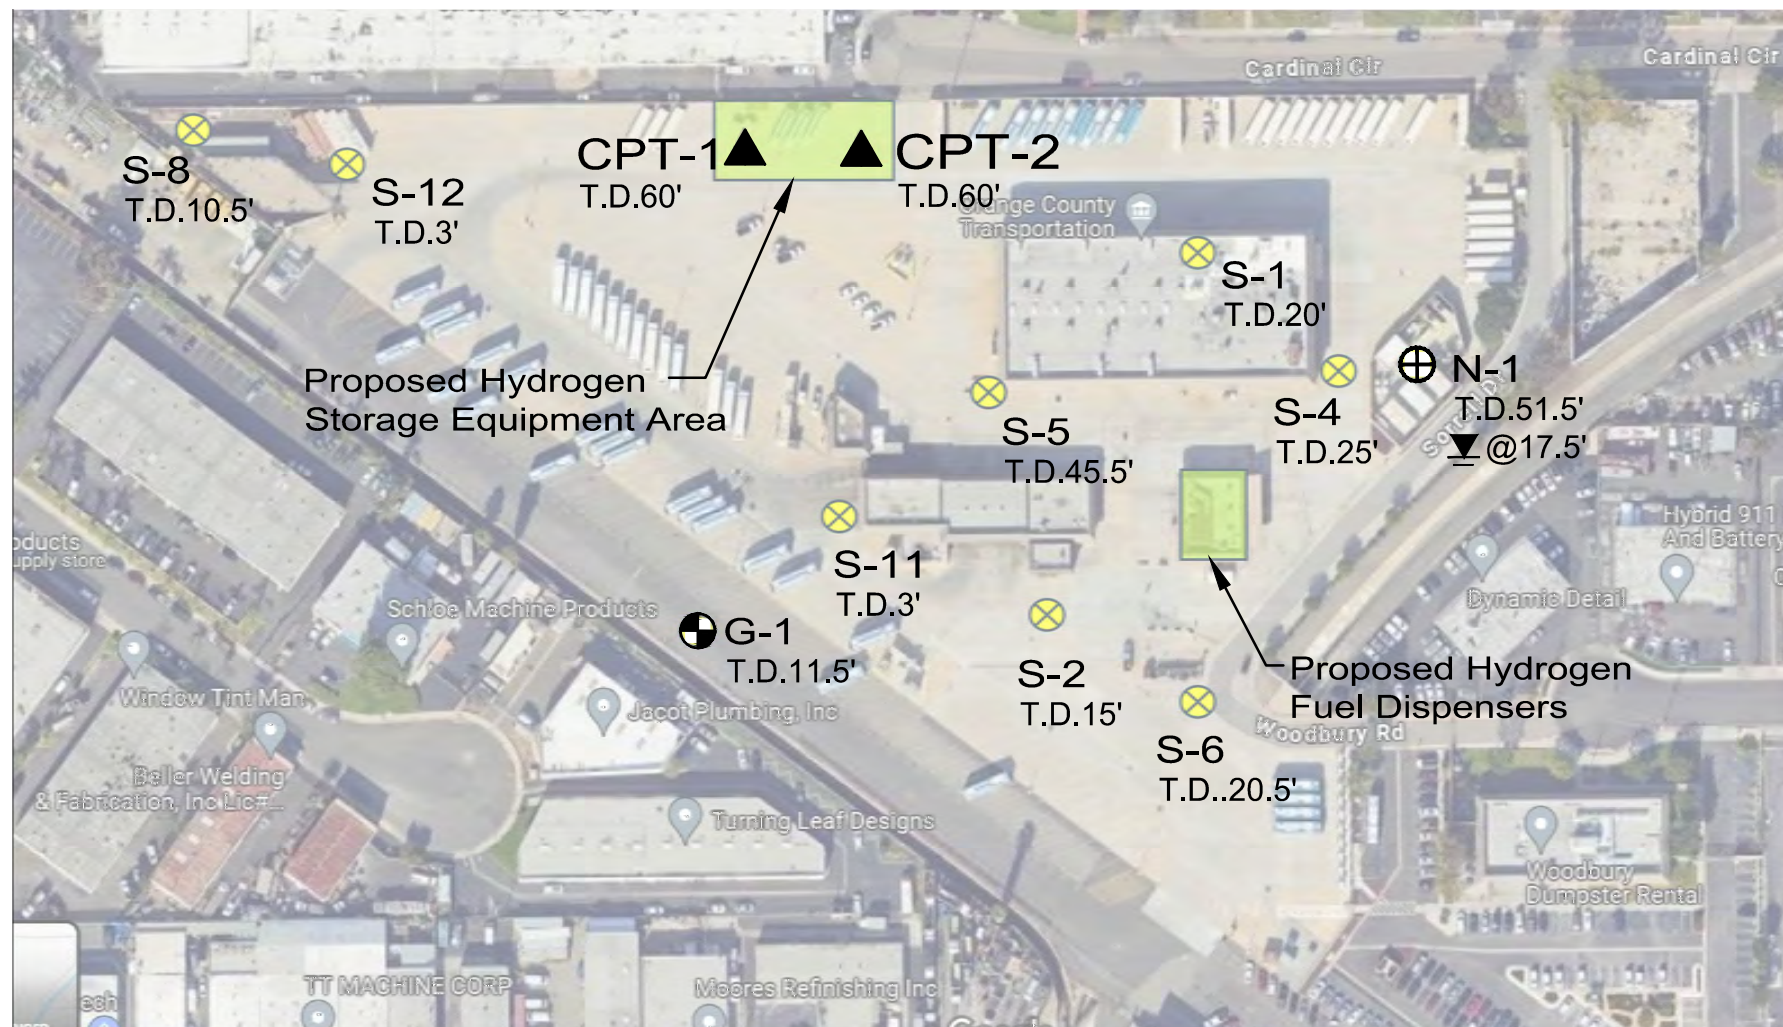 Cardinal Cir
Cardinal Cir
S-8
T.D.10.5'
S-12
T.D.3'
CPT-1
T.D.60'
CPT-2
T.D.60'
Orange County
Transportation
S-1
T.D.20'
Proposed Hydrogen
Storage Equipment Area
S-5
T.D.45.5'
S-4
T.D.25'
N-1
T.D.51.5'
@17.5'
S-11
T.D.3'
Hybrid 911
And Battery
oducts
upply store
Schloe Machine Products
Dynamic Detail
G-1
T.D.11.5'
S-2
T.D.15'
Proposed Hydrogen
Fuel Dispensers
Window Tint Man
Jacot Plumbing, Inc
Woodbury Rd
S-6
T.D..20.5'
Beller Welding
& Fabrication, Inc Lic#...
Turning Leaf Designs
Woodbury
Dumpster Rental
TT MACHINE CORP
Moores Refinishing Inc
ech